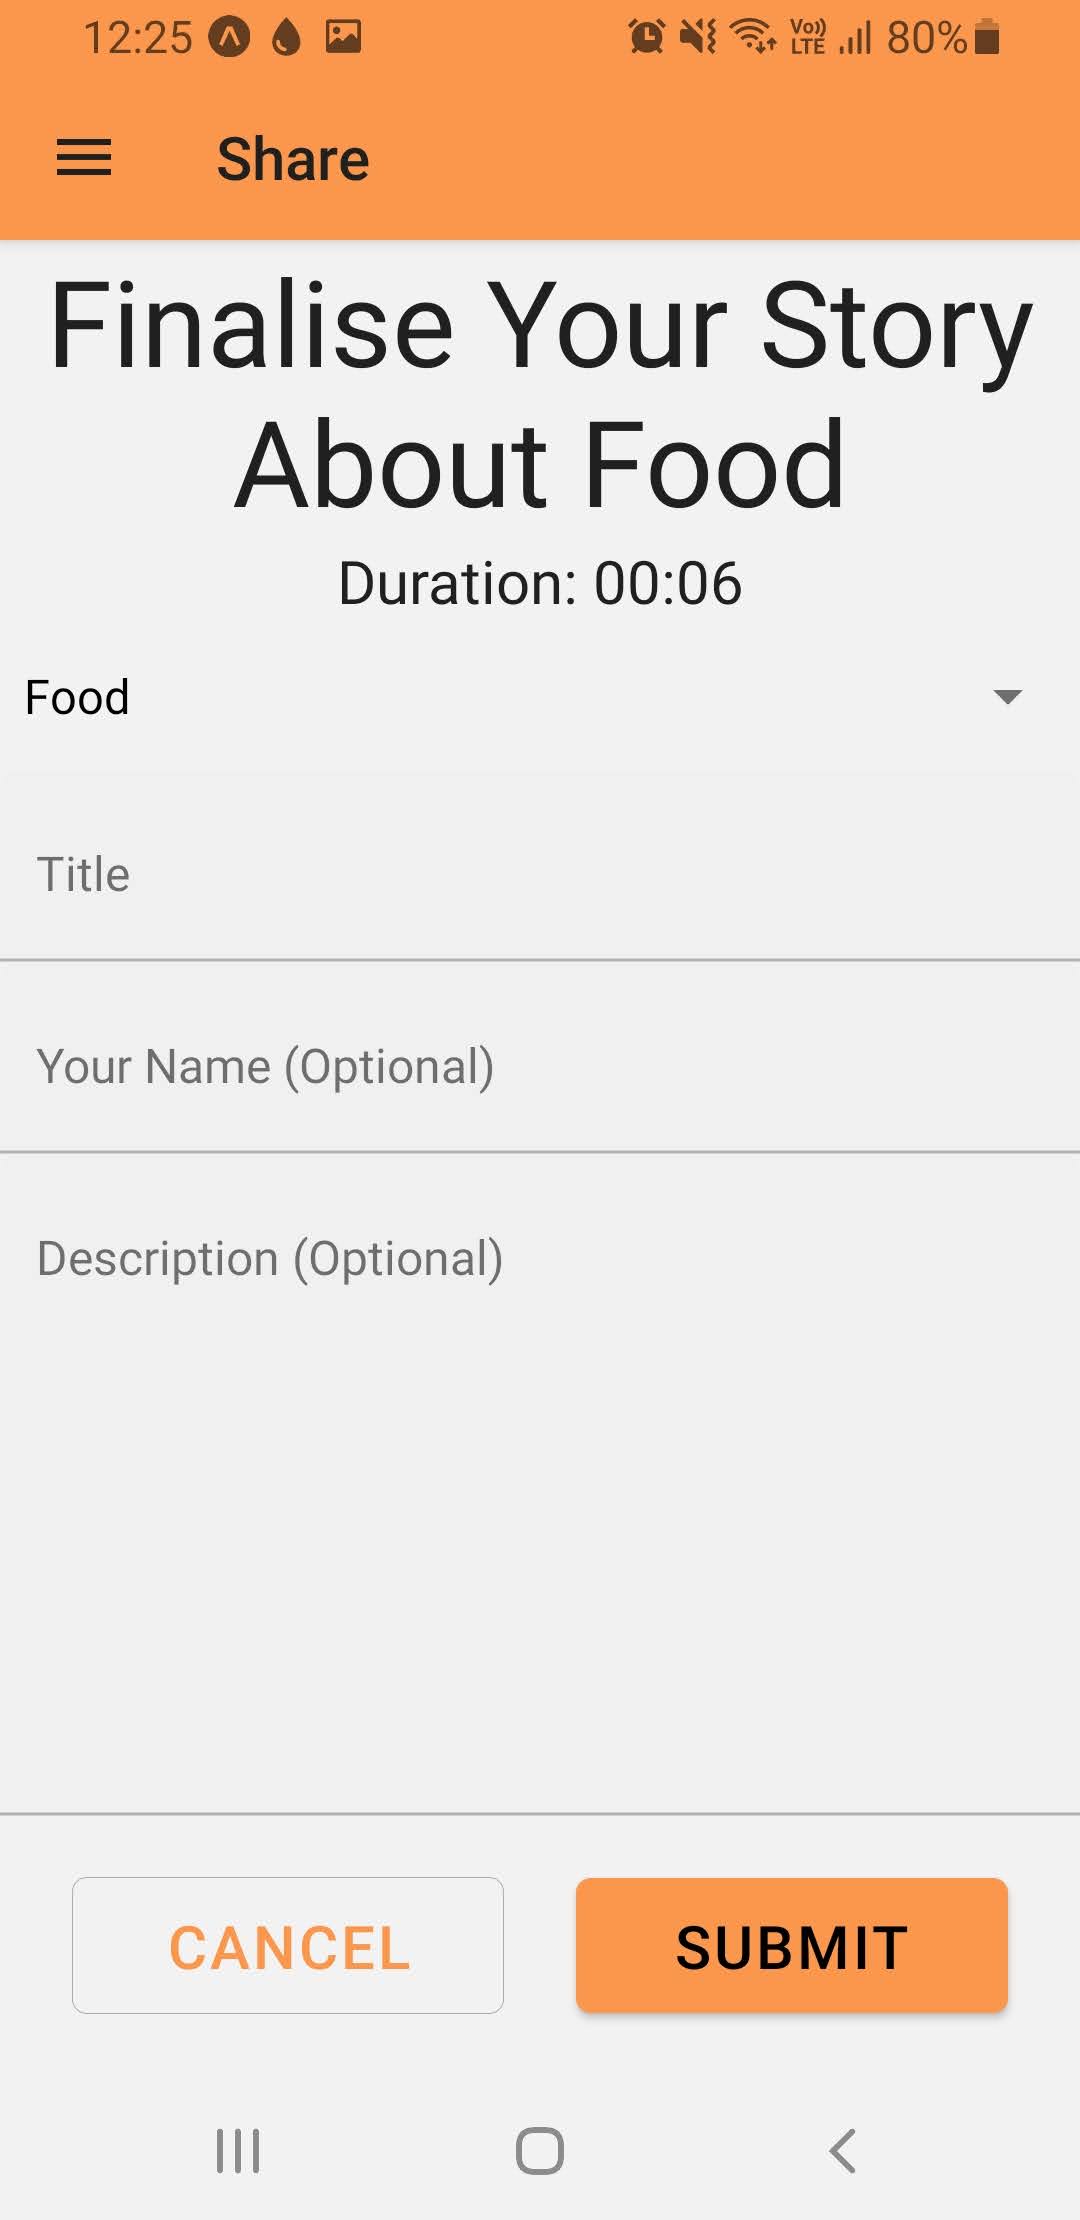 12:25 Vo)) LTE 80%
Share
Finalise Your Story
About Food
Duration: 00:06
Food
Title
Your Name (Optional)
Description (Optional)
CANCEL SUBMIT